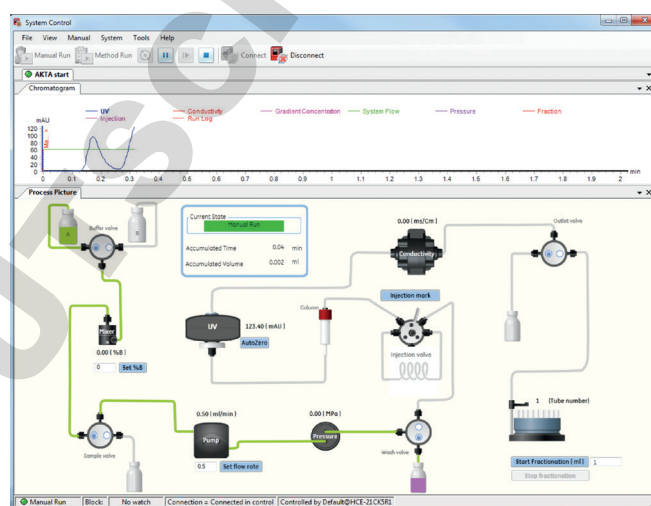 System Control
File View Manual System Tools Help
Manual Run Method Run Connect Disconnect
AKTA start
Chromatogram
UV Conductivity Gradient Concentration System Flow Pressure Fraction
Injection Run Log
mAU
120
100
80
60
40
20
0
0 0.1 0.2 0.3 0.4 0.5 0.6 0.7 0.8 0.9 1 1.1 1.2 1.3 1.4 1.5 1.6 1.7 1.8 1.9 2 min
Process Picture
Buffer valve
A
B
Current State
Manual Run
Accumulated Time 0.04 min
Accumulated Volume 0.002 ml
0.00 ( ms/Cm )
Conductivity
Outlet valve
Column
Injection mark
UV
123.40 ( mAU )
AutoZero
Injection valve
Mixer
0.00 ( %B )
0 Set %B
1 (Tube number)
0.50 ( ml/min )
0.00 ( MPa )
Pump
Pressure
Sample valve
Wash valve
0.5 Set flow rate
Start Fractionation ( ml ) 1
Stop fractionation
Manual Run Block: No watch Connection = Connected in control Controlled by Default@HCE-21CK5R1